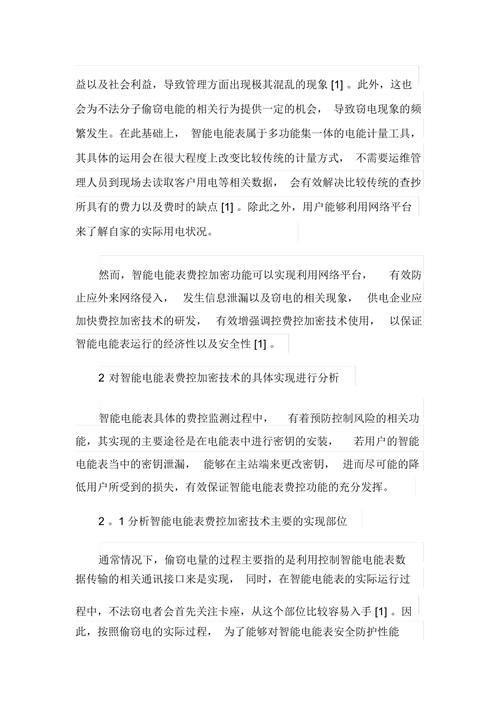 益以及社会利益，导致管理方面出现极其混乱的现象 [1] 。此外，这也
会为不法分子偷窃电能的相关行为提供一定的机会， 导致窃电现象的频
繁发生。在此基础上， 智能电能表属于多功能集一体的电能计量工具，
其具体的运用会在很大程度上改变比较传统的计量方式， 不需要运维管
理人员到现场去读取客户用电等相关数据， 会有效解决比较传统的查抄
所具有的费力以及费时的缺点 [1] 。除此之外，用户能够利用网络平台
来了解自家的实际用电状况。
然而，智能电能表费控加密功能可以实现利用网络平台， 有效防
止应外来网络侵入， 发生信息泄漏以及窃电的相关现象， 供电企业应
加快费控加密技术的研发， 有效增强调控费控加密技术使用， 以保证
智能电能表运行的经济性以及安全性 [1] 。
2 对智能电能表费控加密技术的具体实现进行分析
智能电能表具体的费控监测过程中， 有着预防控制风险的相关功
能，其实现的主要途径是在电能表中进行密钥的安装， 若用户的智能
电能表当中的密钥泄漏， 能够在主站端来更改密钥， 进而尽可能的降
低用户所受到的损失，有效保证智能电能表费控功能的充分发挥。
2 。1 分析智能电能表费控加密技术主要的实现部位
通常情况下，偷窃电量的过程主要指的是利用控制智能电能表数
据传输的相关通讯接口来是实现， 同时，在智能电能表的实际运行过
程中，不法窃电者会首先关注卡座，从这个部位比较容易入手 [1] 。因
此，按照偷窃电的实际过程， 为了能够对智能电能表安全防护性能